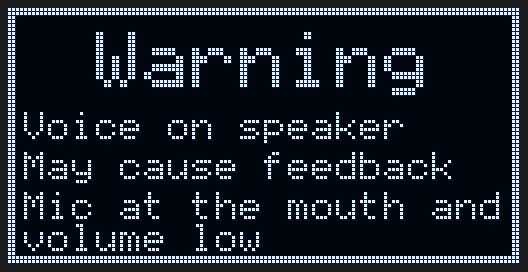 Warning
Voice on speaker
May cause feedback
Mic at the mouth and
volume low